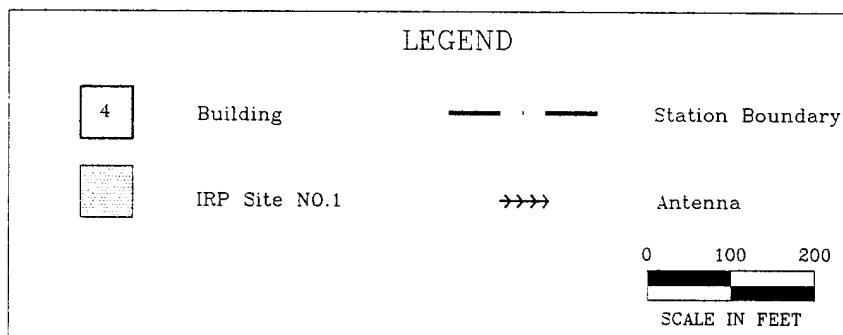 LEGEND
4 Building Station Boundary
IRP Site NO.1 Antenna
0 100 200
SCALE IN FEET